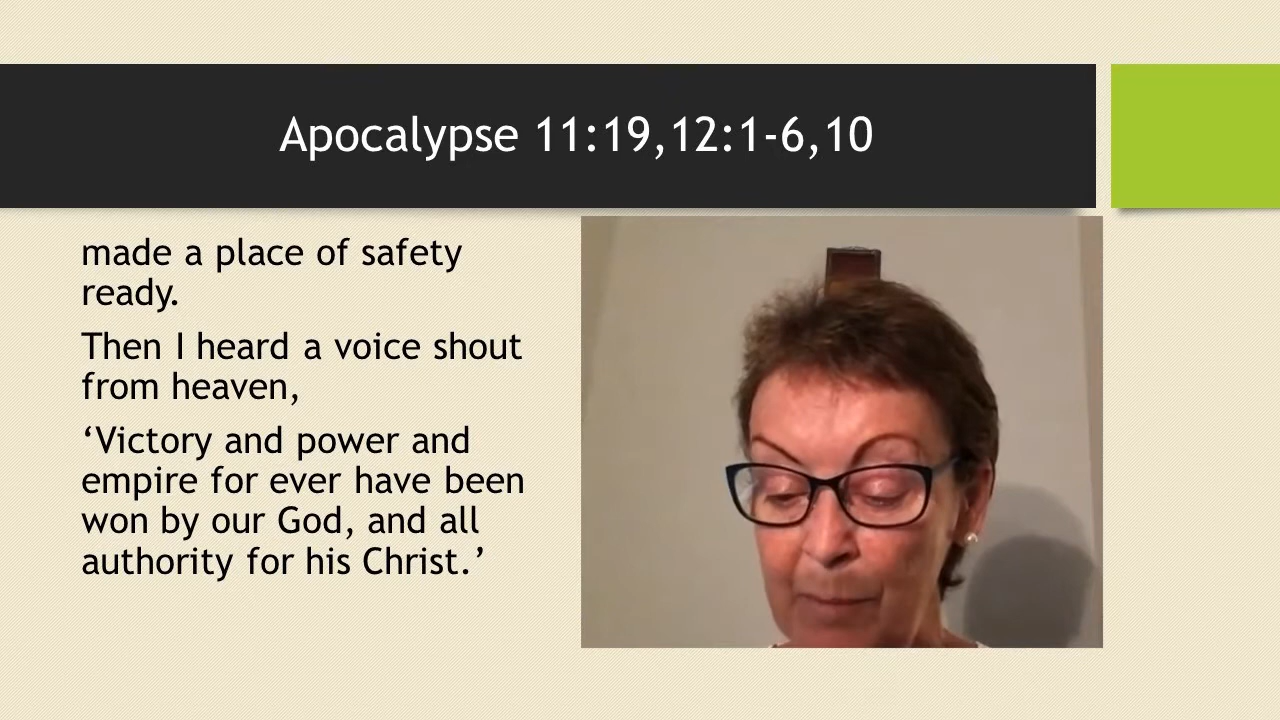 Apocalypse 11:19,12:1-6,10
made a place of safety
ready.
Then I heard a voice shout
from heaven,
‘Victory and power and
empire for ever have been
won by our God, and all
authority for his Christ.’